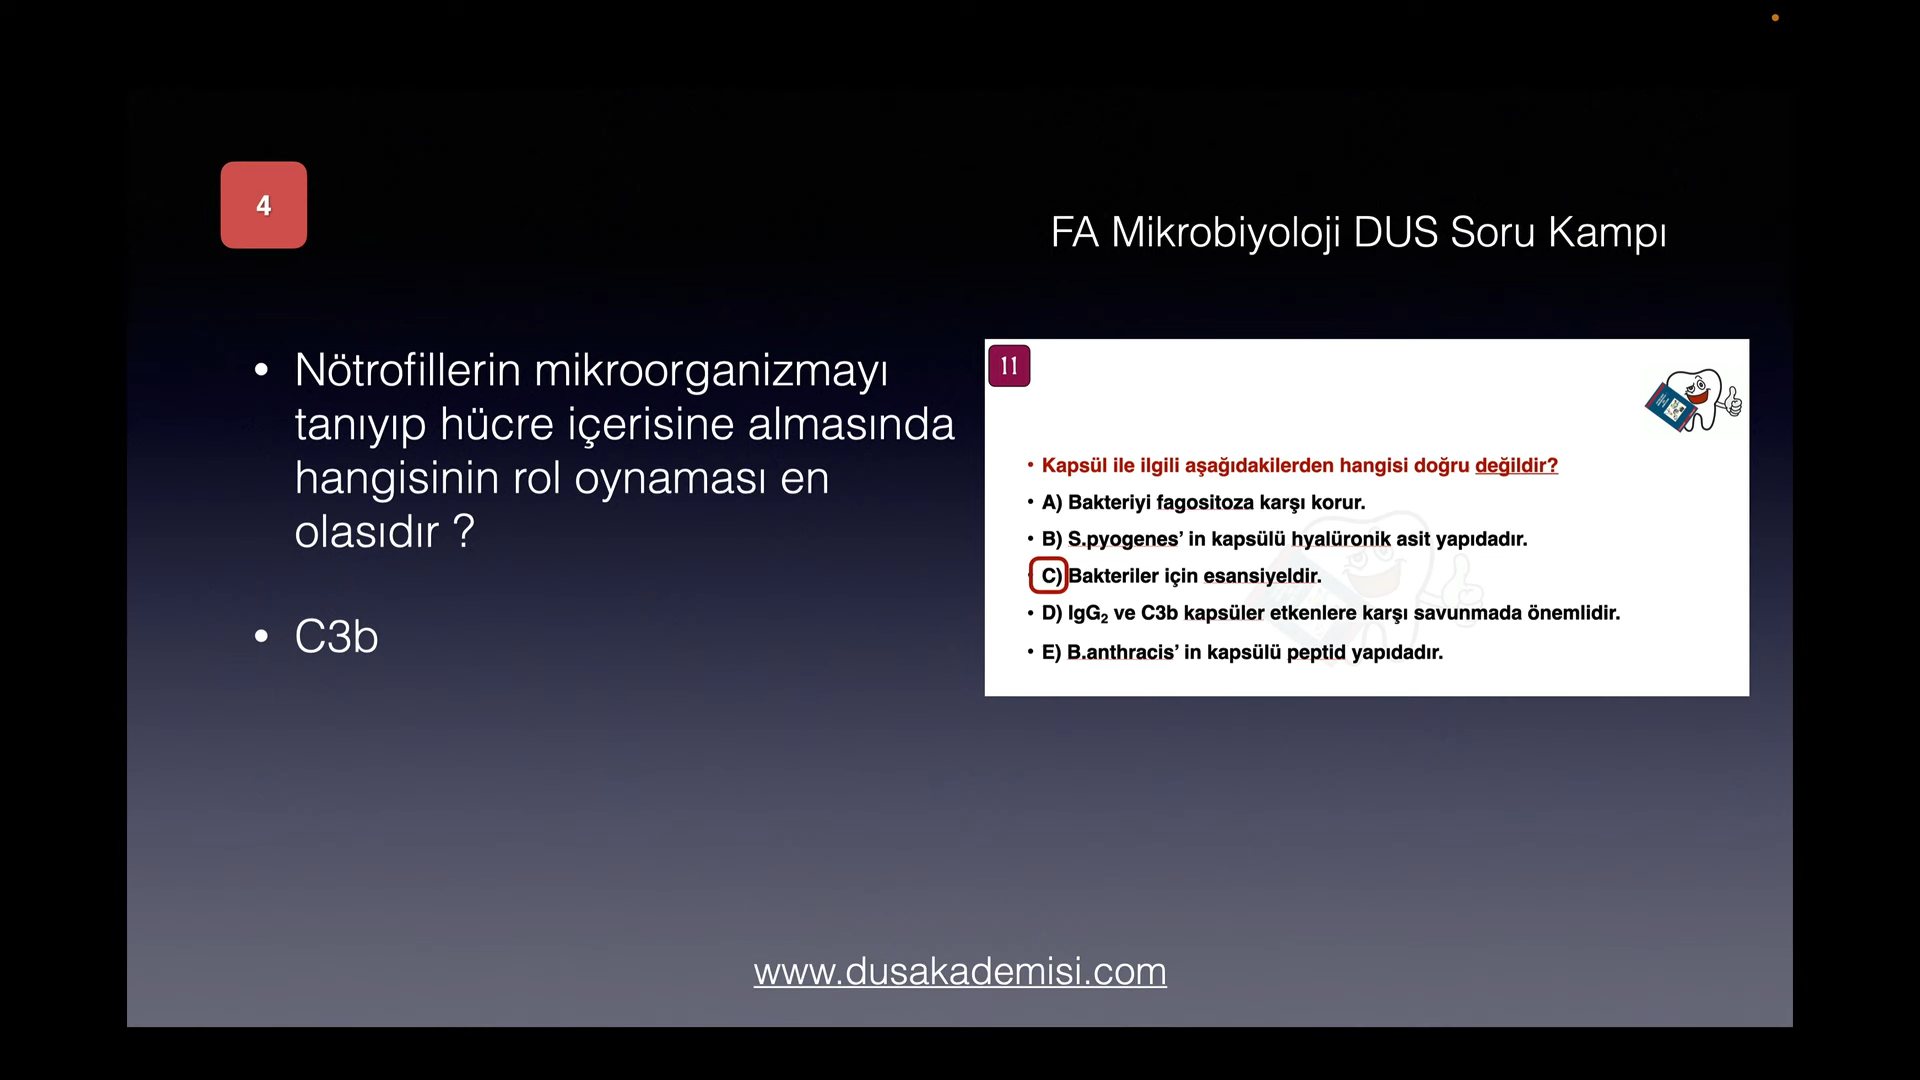 4
FA Mikrobiyoloji DUS Soru Kampı
• Nötrofillerin mikroorganizmayı
tanıyıp hücre içerisine almasında
hangisinin rol oynaması en
olasıdır ?
• C3b
11
• Kapsül ile ilgili aşağıdakilerden hangisi doğru değildir?
• A) Bakteriyi fagositoza karşı korur.
• B) S.pyogenes’ in kapsülü hyalüronik asit yapıdadır.
• C) Bakteriler için esansiyeldir.
• D) IgG₂ ve C3b kapsüler etkenlere karşı savunmada önemlidir.
• E) B.anthracis’ in kapsülü peptid yapıdadır.
www.dusakademisi.com